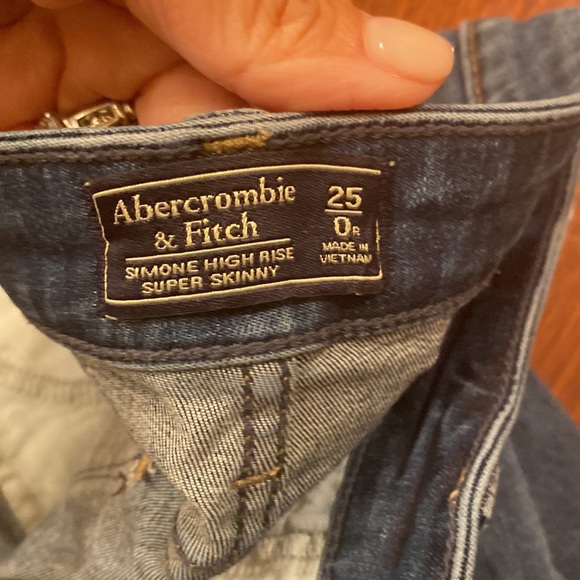 Abercrombie
& Fitch
SIMONE HIGH RISE
SUPER SKINNY
25
0R
MADE IN
VIETNAM